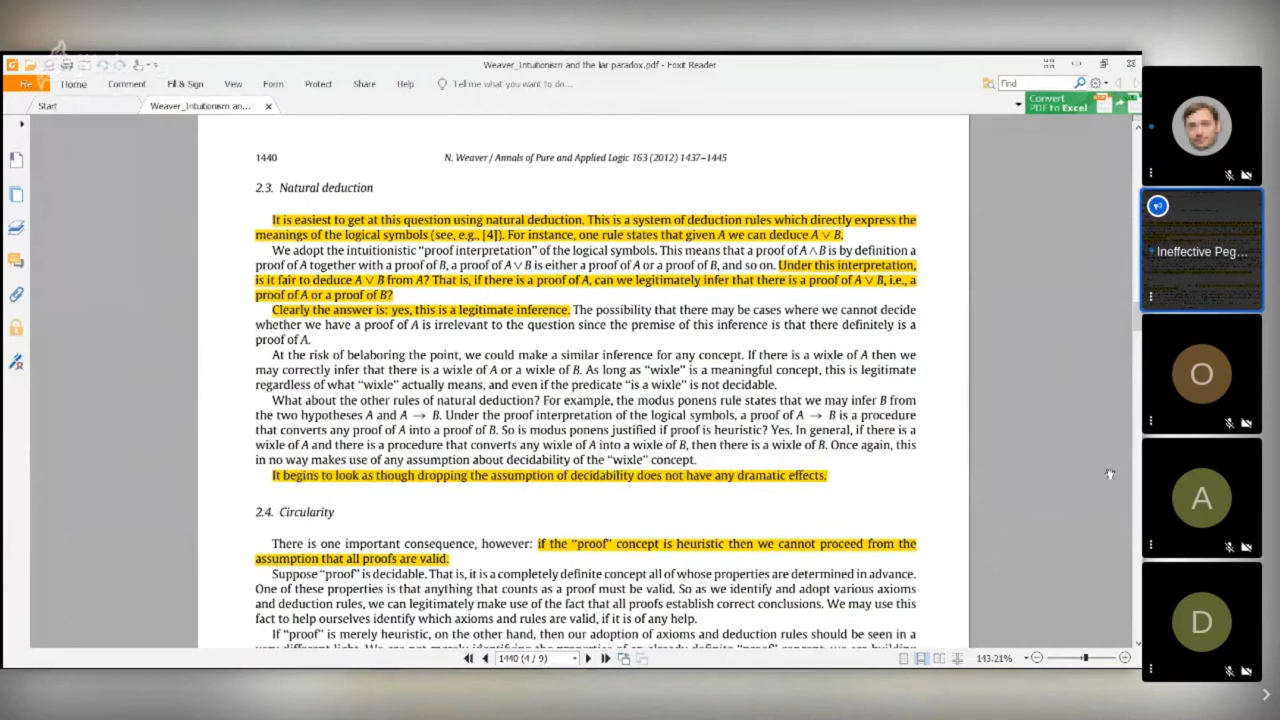 Weaver_Intuitionism and the liar paradox.pdf - Foxit Reader
File Home Comment Fill & Sign View Form Protect Share Help Tell me what you want to do...
Find
Start Weaver_Intuitionism an...
Convert
PDF to Excel
1440 N. Weaver / Annals of Pure and Applied Logic 163 (2012) 1437–1445
2.3. Natural deduction
It is easiest to get at this question using natural deduction. This is a system of deduction rules which directly express the
meanings of the logical symbols (see, e.g., [4]). For instance, one rule states that given A we can deduce A ∨ B.
We adopt the intuitionistic “proof interpretation” of the logical symbols. This means that a proof of A ∧ B is by definition a
proof of A together with a proof of B, a proof of A ∨ B is either a proof of A or a proof of B, and so on. Under this interpretation,
is it fair to deduce A ∨ B from A? That is, if there is a proof of A, can we legitimately infer that there is a proof of A ∨ B, i.e., a
proof of A or a proof of B?
Clearly the answer is: yes, this is a legitimate inference. The possibility that there may be cases where we cannot decide
whether we have a proof of A is irrelevant to the question since the premise of this inference is that there definitely is a
proof of A.
At the risk of belaboring the point, we could make a similar inference for any concept. If there is a wixle of A then we
may correctly infer that there is a wixle of A or a wixle of B. As long as “wixle” is a meaningful concept, this is legitimate
regardless of what “wixle” actually means, and even if the predicate “is a wixle” is not decidable.
What about the other rules of natural deduction? For example, the modus ponens rule states that we may infer B from
the two hypotheses A and A → B. Under the proof interpretation of the logical symbols, a proof of A → B is a procedure
that converts any proof of A into a proof of B. So is modus ponens justified if proof is heuristic? Yes. In general, if there is a
wixle of A and there is a procedure that converts any wixle of A into a wixle of B, then there is a wixle of B. Once again, this
in no way makes use of any assumption about decidability of the “wixle” concept.
It begins to look as though dropping the assumption of decidability does not have any dramatic effects.
2.4. Circularity
There is one important consequence, however: if the “proof” concept is heuristic then we cannot proceed from the
assumption that all proofs are valid.
Suppose “proof” is decidable. That is, it is a completely definite concept all of whose properties are determined in advance.
One of these properties is that anything that counts as a proof must be valid. So as we identify and adopt various axioms
and deduction rules, we can legitimately make use of the fact that all proofs establish correct conclusions. We may use this
fact to help ourselves identify which axioms and rules are valid, if it is of any help.
If “proof” is merely heuristic, on the other hand, then our adoption of axioms and deduction rules should be seen in a
1440 (4 / 9) 143.21%
Ineffective Peg...
O
A
D